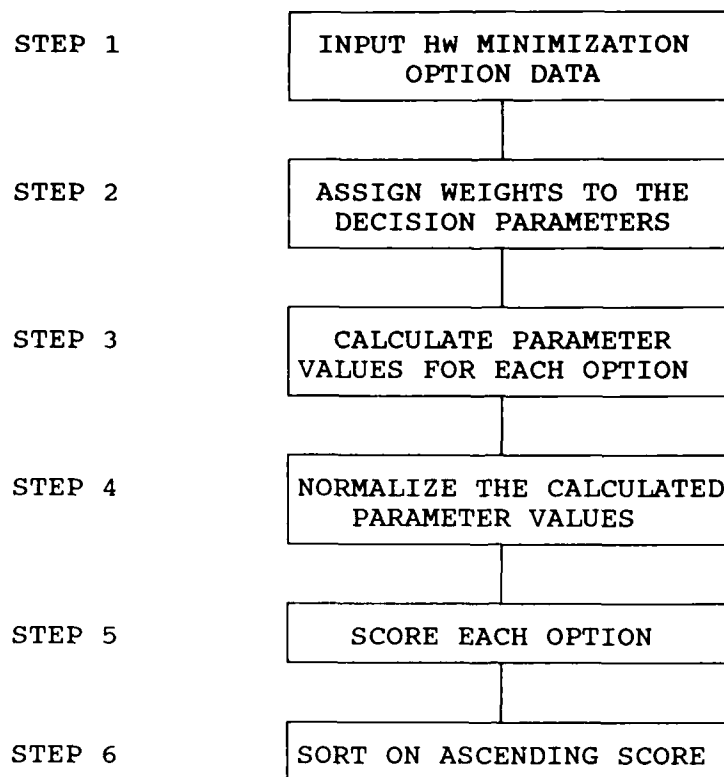 STEP 1
INPUT HW MINIMIZATION
OPTION DATA
STEP 2
ASSIGN WEIGHTS TO THE
DECISION PARAMETERS
STEP 3
CALCULATE PARAMETER
VALUES FOR EACH OPTION
STEP 4
NORMALIZE THE CALCULATED
PARAMETER VALUES
STEP 5
SCORE EACH OPTION
STEP 6
SORT ON ASCENDING SCORE